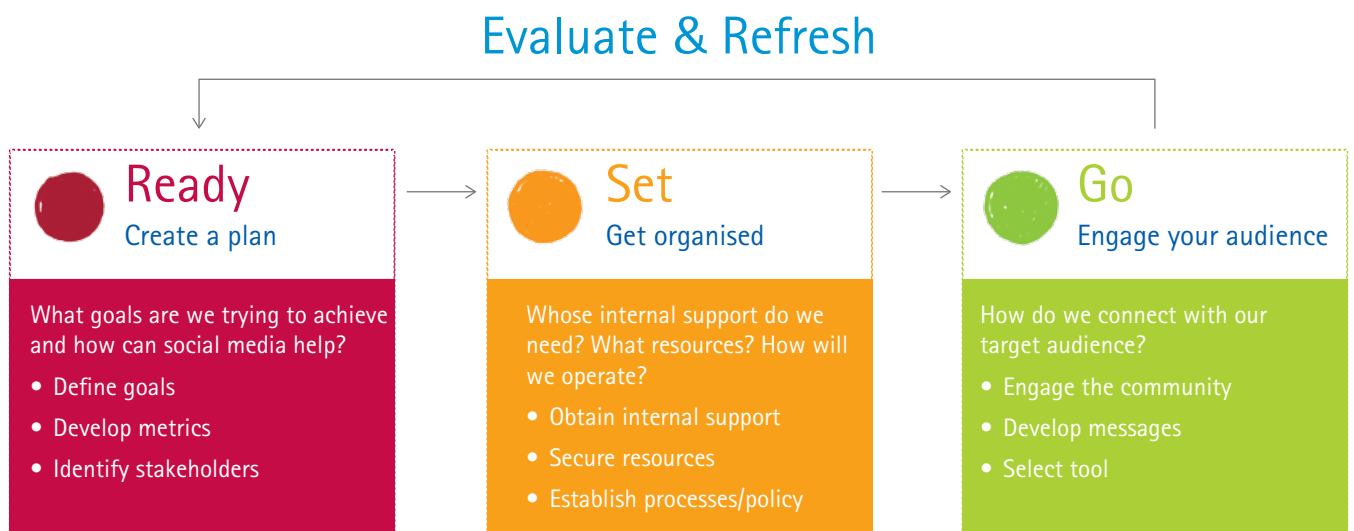 Evaluate & Refresh
Ready
Create a plan
What goals are we trying to achieve
and how can social media help?
• Define goals
• Develop metrics
• Identify stakeholders
Set
Get organised
Whose internal support do we
need? What resources? How will
we operate?
• Obtain internal support
• Secure resources
• Establish processes/policy
Go
Engage your audience
How do we connect with our
target audience?
• Engage the community
• Develop messages
• Select tool